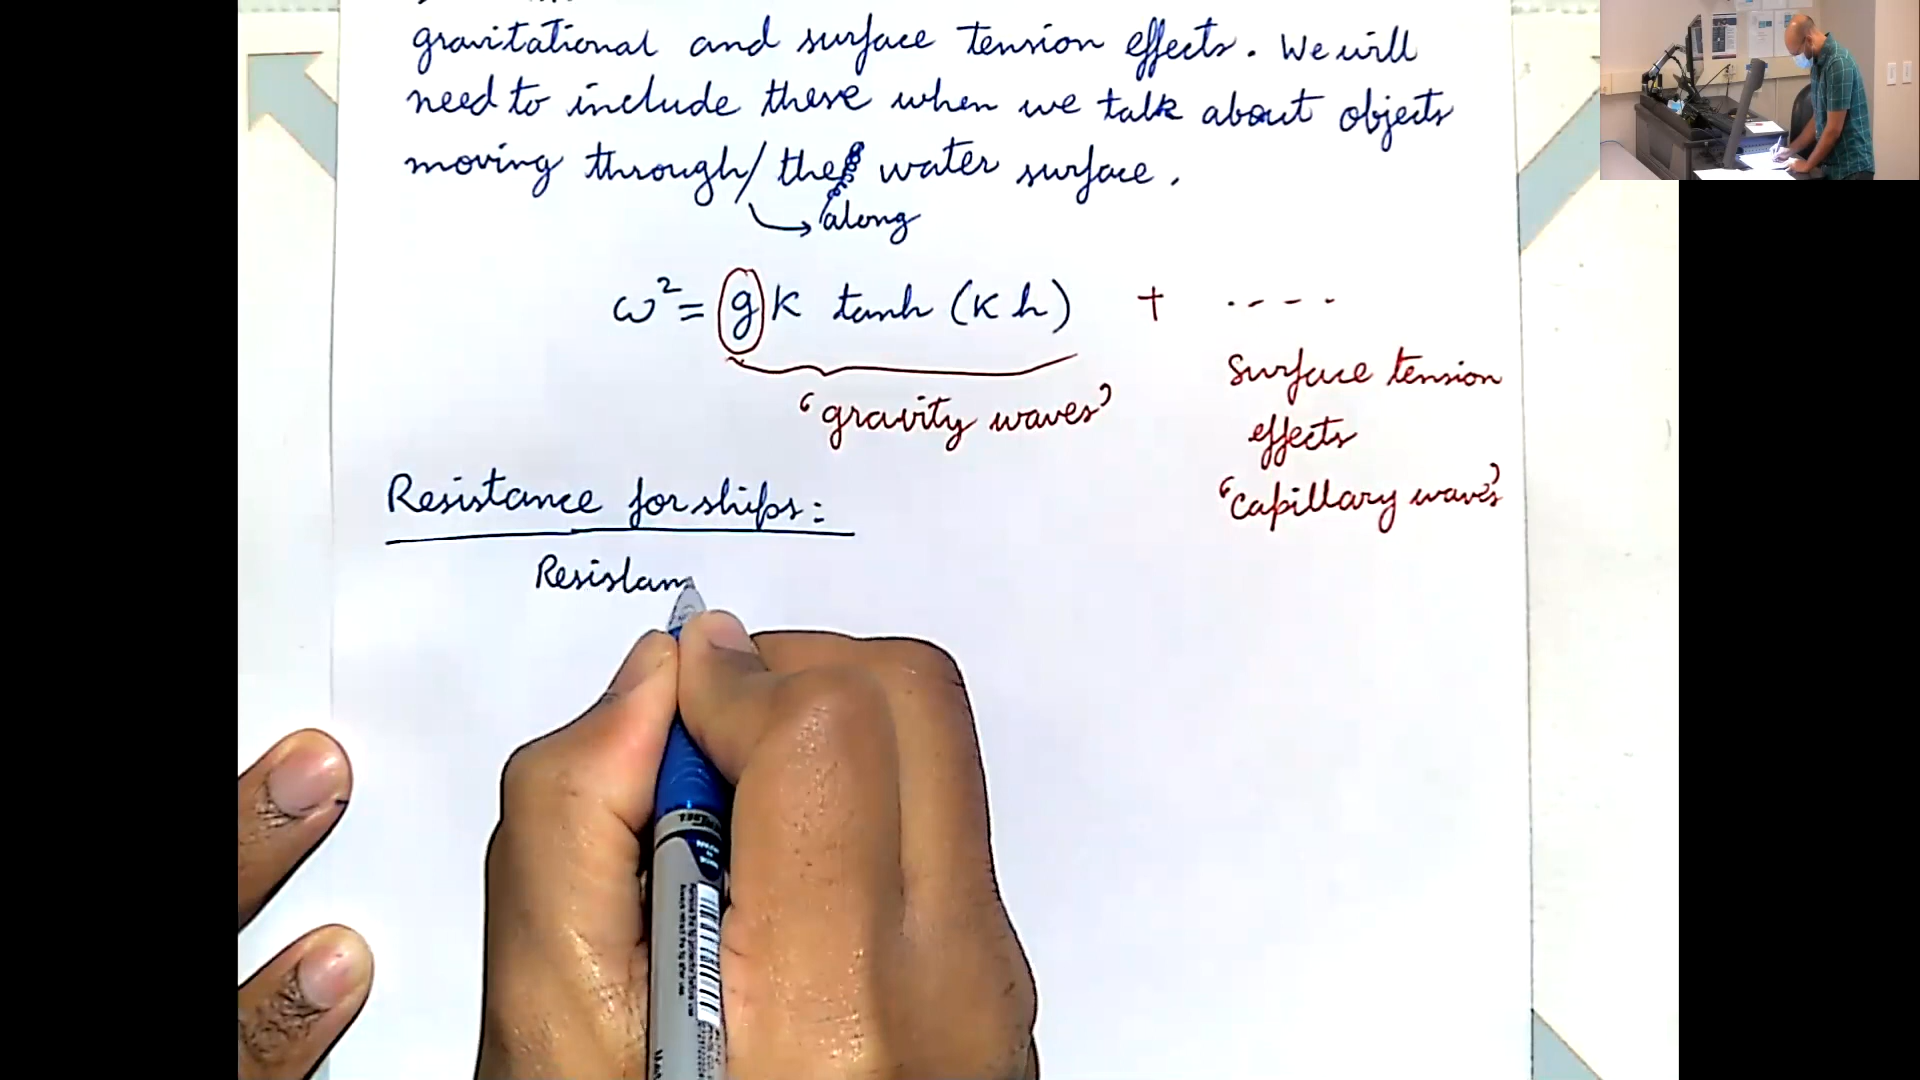 gravitational and surface tension effects. We will
need to include these when we talk about objects
moving through/the water surface.
along
ω² = gk tanh (kh) + ----
'gravity waves'
surface tension
effects
'capillary waves'
Resistance for ships:
Resistan